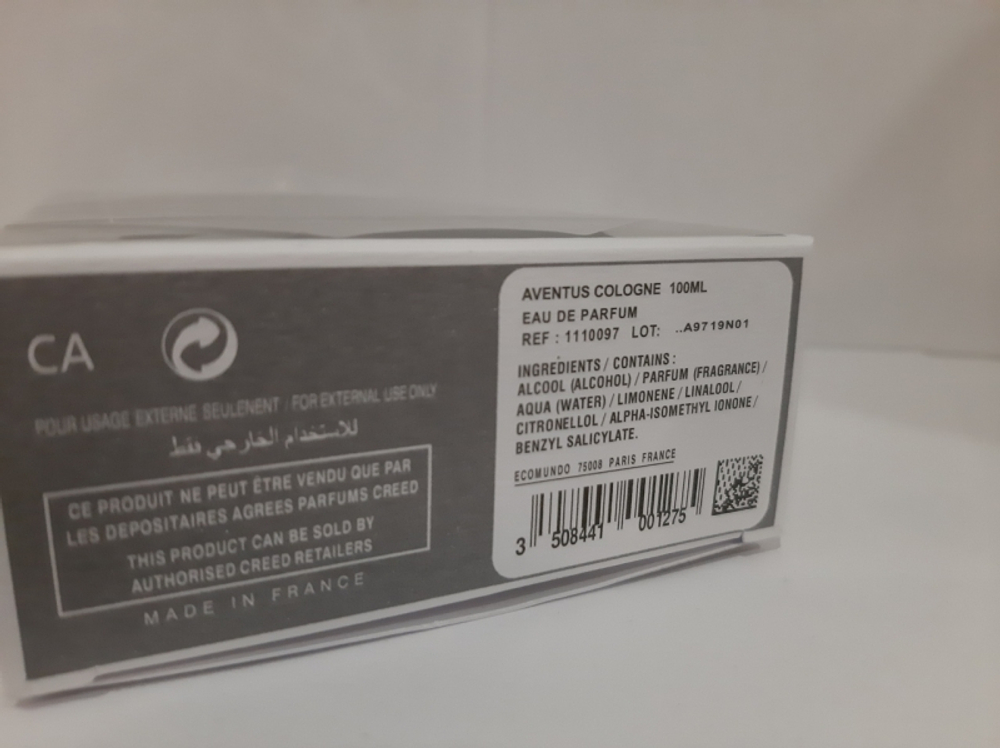 CA
POUR USAGE EXTERNE SEULENENT / FOR EXTERNAL USE ONLY
للاستخدام الخارجي فقط
CE PRODUIT NE PEUT ÊTRE VENDU QUE PAR
LES DEPOSITAIRES AGREES PARFUMS CREED
THIS PRODUCT CAN BE SOLD BY
AUTHORISED CREED RETAILERS
MADE IN FRANCE
AVENTUS COLOGNE 100ML
EAU DE PARFUM
REF : 1110097 LOT: ..A9719N01
INGREDIENTS / CONTAINS :
ALCOOL (ALCOHOL) / PARFUM (FRAGRANCE) /
AQUA (WATER) / LIMONENE / LINALOOL /
CITRONELLOL / ALPHA-ISOMETHYL IONONE /
BENZYL SALICYLATE.
ECOMUNDO 75008 PARIS FRANCE
3 508441 001275